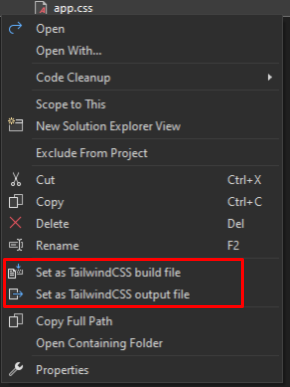 app.css
Open
Open With...
Code Cleanup
Scope to This
New Solution Explorer View
Exclude From Project
Cut Ctrl+X
Copy Ctrl+C
Delete Del
Rename F2
Set as TailwindCSS build file
Set as TailwindCSS output file
Copy Full Path
Open Containing Folder
Properties